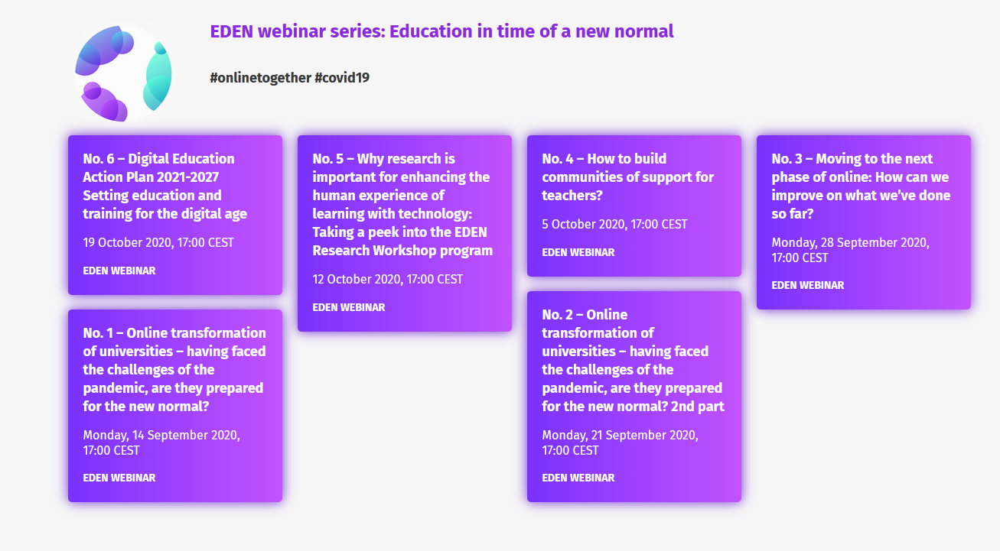 EDEN webinar series: Education in time of a new normal
#onlinetogether #covid19
No. 6 – Digital Education
Action Plan 2021-2027
Setting education and
training for the digital age
19 October 2020, 17:00 CEST
EDEN WEBINAR
No. 5 – Why research is
important for enhancing the
human experience of
learning with technology:
Taking a peek into the EDEN
Research Workshop program
12 October 2020, 17:00 CEST
EDEN WEBINAR
No. 4 – How to build
communities of support for
teachers?
5 October 2020, 17:00 CEST
EDEN WEBINAR
No. 3 – Moving to the next
phase of online: How can we
improve on what we've done
so far?
Monday, 28 September 2020,
17:00 CEST
EDEN WEBINAR
No. 1 – Online transformation
of universities – having faced
the challenges of the
pandemic, are they prepared
for the new normal?
Monday, 14 September 2020,
17:00 CEST
EDEN WEBINAR
No. 2 – Online
transformation of
universities – having faced
the challenges of the
pandemic, are they prepared
for the new normal? 2nd part
Monday, 21 September 2020,
17:00 CEST
EDEN WEBINAR